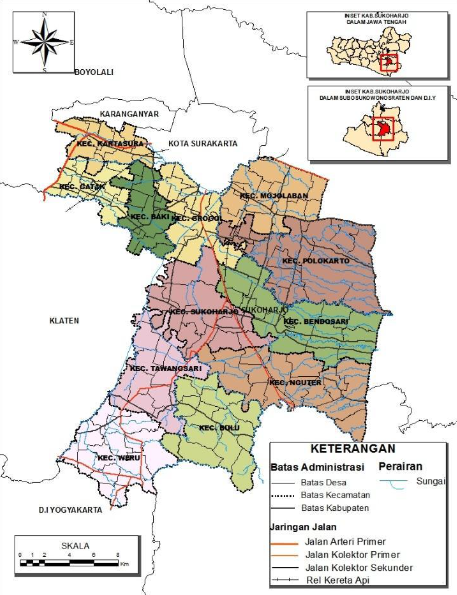 N
W
E
S
INSET KAB.SUKOHARJO
DALAM JAWA TENGAH
INSET KAB.SUKOHARJO
DALAM SUBOSUKOWONOSRATEN DAN D.I.Y
BOYOLALI
KARANGANYAR
KOTA SURAKARTA
KEC. KARTASURA
KEC. GATAK
KEC. BAKI
KEC. GROGOL
KEC. MOJOLABAN
KEC. POLOKARTO
KEC. SUKOHARJO
SUKOHARJO
KEC. BENDOSARI
KLATEN
KEC. TAWANGSARI
KEC. NGUTER
KEC. BULU
KEC. WERU
D.I YOGYAKARTA
SKALA
0 1 2 4 6 8
Km
KETERANGAN
Batas Administrasi
Perairan
Batas Desa
Sungai
Batas Kecamatan
Batas Kabupaten
Jaringan Jalan
Jalan Arteri Primer
Jalan Kolektor Primer
Jalan Kolektor Sekunder
Rel Kereta Api